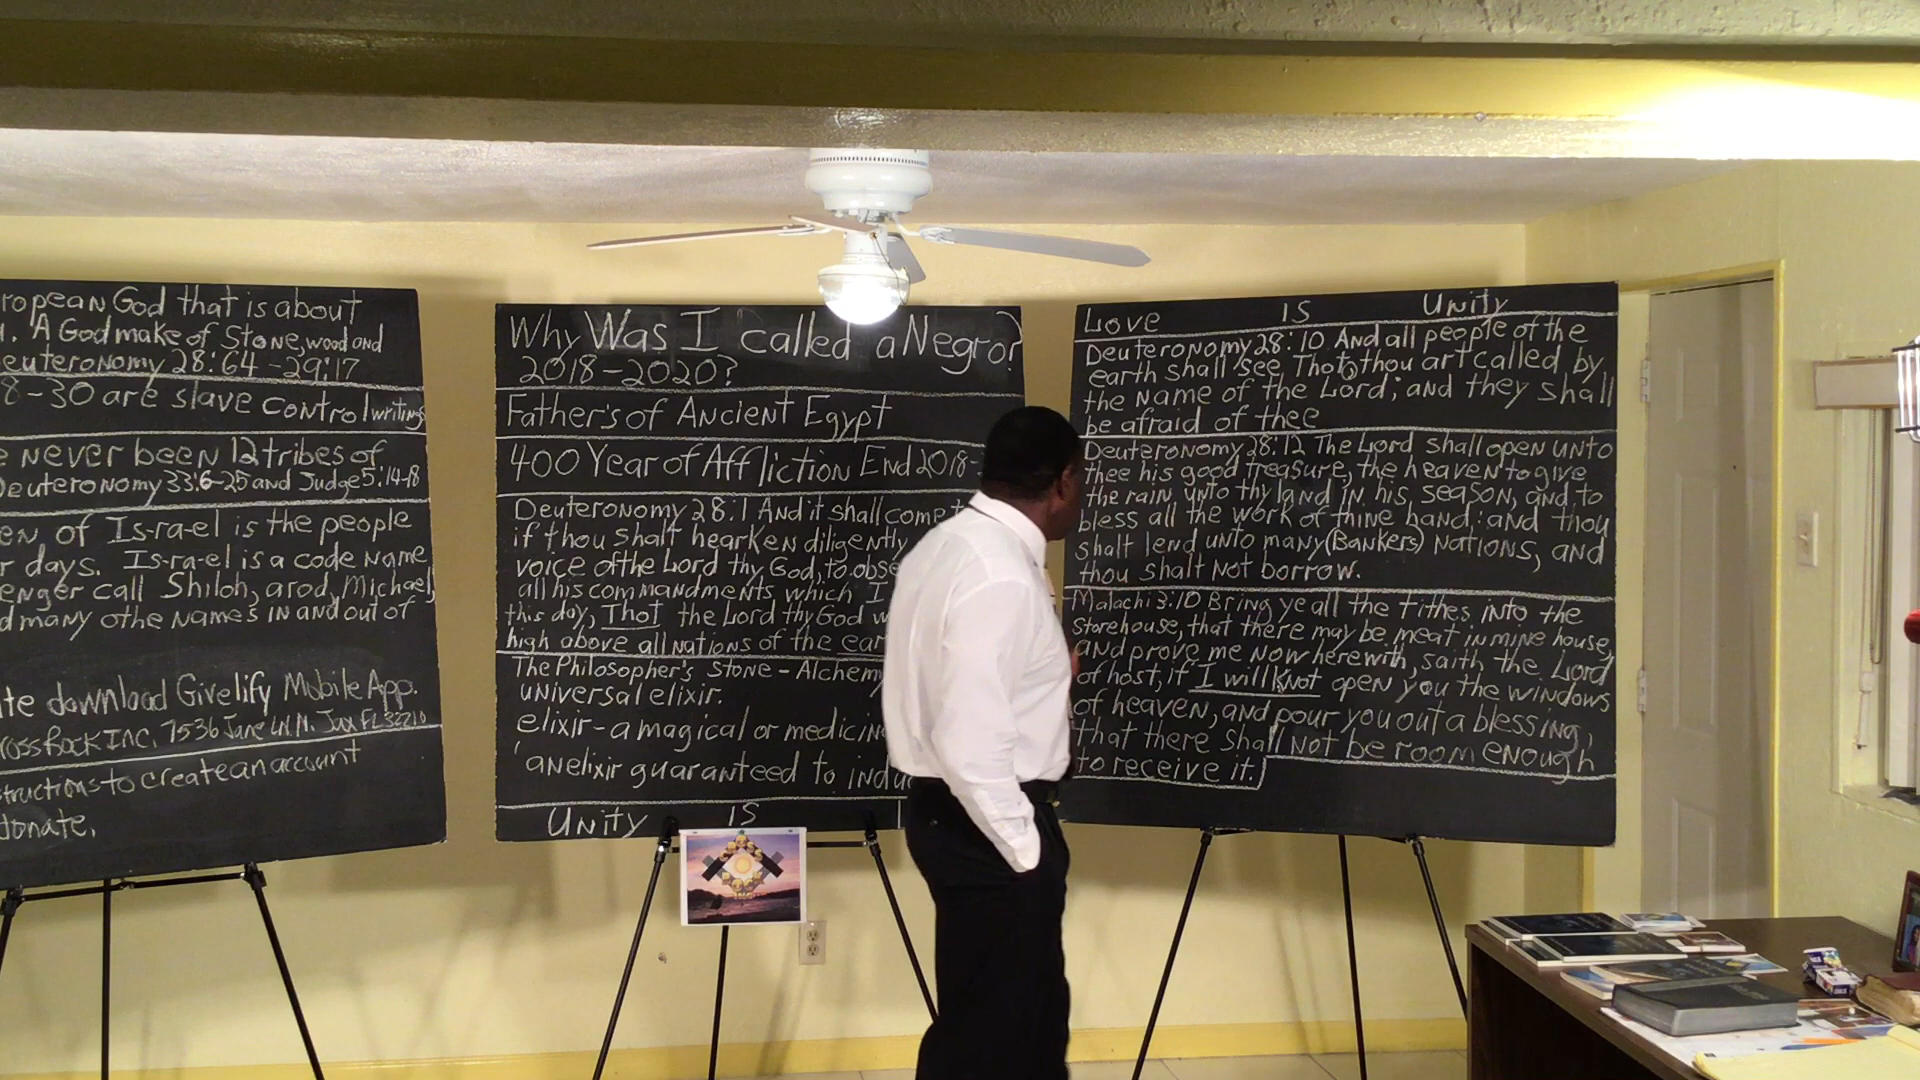 ropean God that is about
. A God make of Stone, wood and
euteronomy 28:64-29:17
8-30 are slave control writings
e never been 12 tribes of
Deuteronomy 33:6-25 and Judge 5:14-18
en of Is-ra-el is the people
r days. Is-ra-el is a code name
enger call Shiloh, arod, Michael,
d many othe names in and out of
te download Givelify Mobile App.
ross Rock INC. 7536 Jane LN.N. Jax FL 32210
structions to create an account
donate.
Why Was I called a Negro?
2018-2020?
Father's of Ancient Egypt
400 Year of Affliction End 2018-
Deuteronomy 28:1 And it shall come t
if thou shalt hearken diligently
voice of the Lord thy God, to obse
all his commandments which I
this day, Thot the Lord thy God w
high above all nations of the ear
The Philosopher's Stone - Alchemy
universal elixir.
elixir - a magical or medicin
'an elixir guaranteed to indu
Unity IS
Love IS Unity
Deuteronomy 28:10 And all people of the
earth shall see Thot, thou art called by
the name of the Lord; and they shall
be afraid of thee
Deuteronomy 28:12 The Lord shall open unto
thee his good treasure, the heaven to give
the rain unto thy land in his season, and to
bless all the work of thine hand: and thou
shalt lend unto many (Bankers) nations, and
thou shalt not borrow.
Malachi 3:10 Bring ye all the tithes into the
storehouse, that there may be meat in mine house,
and prove me now herewith, saith the Lord
of host, if I will knot open you the windows
of heaven, and pour you out a blessing,
that there shall not be room enough
to receive it.